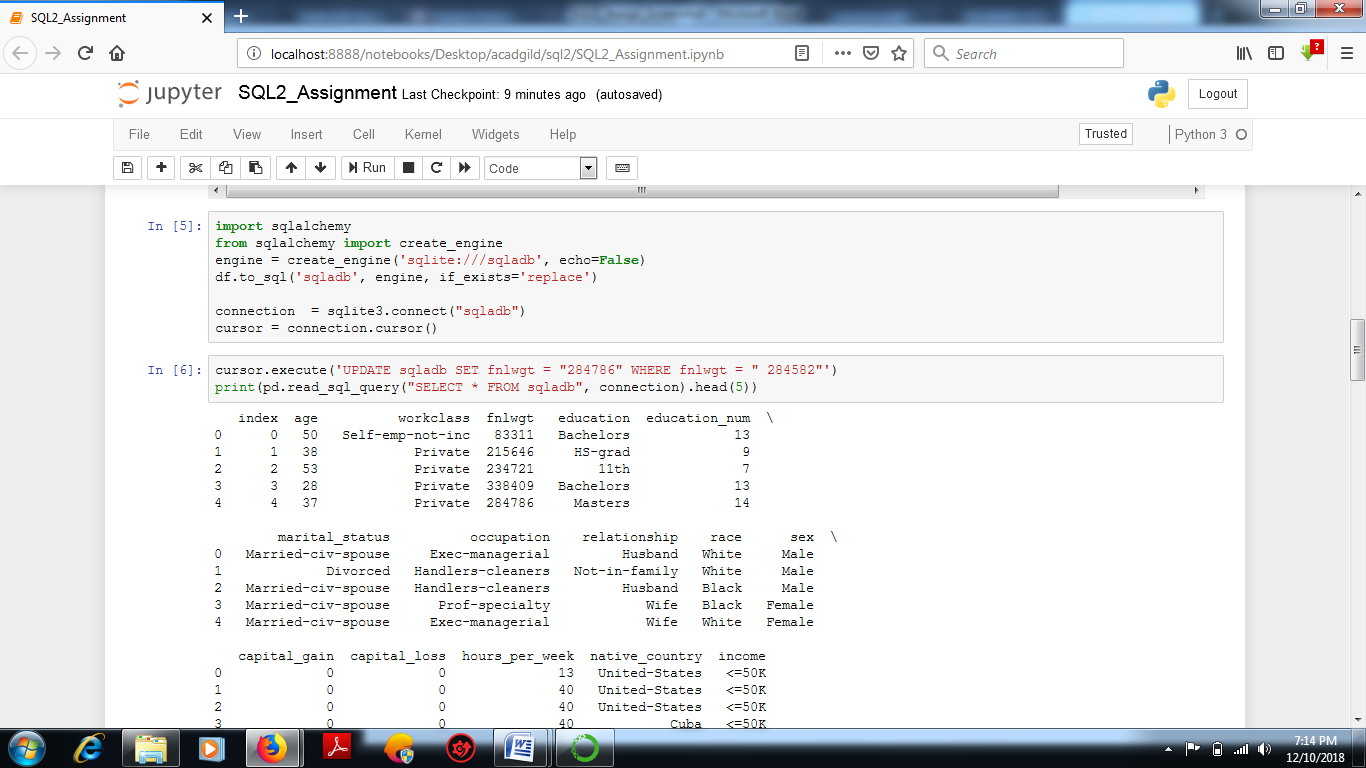 SQL2_Assignment
localhost:8888/notebooks/Desktop/acadgild/sql2/SQL2_Assignment.ipynb
Search
?
jupyter SQL2_Assignment Last Checkpoint: 9 minutes ago (autosaved)
Logout
File Edit View Insert Cell Kernel Widgets Help
Trusted
Python 3
Run
Code
In [5]: import sqlalchemy
from sqlalchemy import create_engine
engine = create_engine('sqlite:///sqladb', echo=False)
df.to_sql('sqladb', engine, if_exists='replace')
connection  = sqlite3.connect("sqladb")
cursor = connection.cursor()
In [6]: cursor.execute('UPDATE sqladb SET fnlwgt = "284786" WHERE fnlwgt = " 284582"')
print(pd.read_sql_query("SELECT * FROM sqladb", connection).head(5))
index age workclass fnlwgt education education_num \
0 0 50 Self-emp-not-inc 83311 Bachelors 13
1 1 38 Private 215646 HS-grad 9
2 2 53 Private 234721 11th 7
3 3 28 Private 338409 Bachelors 13
4 4 37 Private 284786 Masters 14
marital_status occupation relationship race sex \
0 Married-civ-spouse Exec-managerial Husband White Male
1 Divorced Handlers-cleaners Not-in-family White Male
2 Married-civ-spouse Handlers-cleaners Husband Black Male
3 Married-civ-spouse Prof-specialty Wife Black Female
4 Married-civ-spouse Exec-managerial Wife White Female
capital_gain capital_loss hours_per_week native_country income
0 0 0 13 United-States <=50K
1 0 0 40 United-States <=50K
2 0 0 40 United-States <=50K
3 0 0 40 Cuba <=50K
7:14 PM
12/10/2018